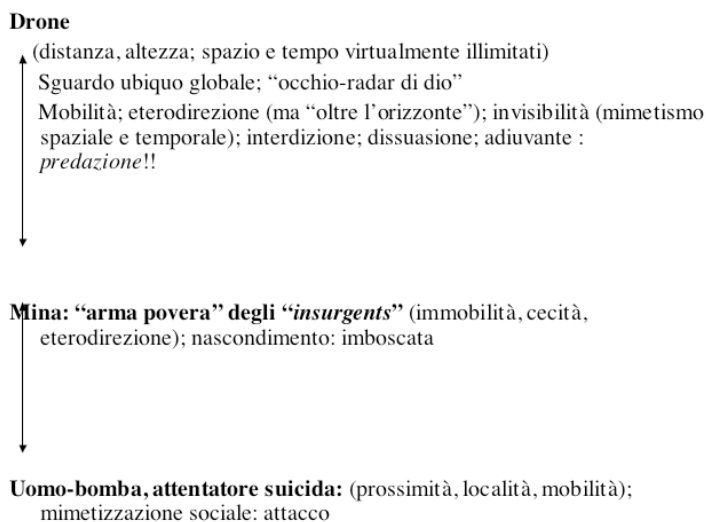 Drone
(distanza, altezza; spazio e tempo virtualmente illimitati)
Sguardo ubiquo globale; “occhio-radar di dio”
Mobilità; eterodirezione (ma “oltre l’orizzonte”); invisibilità (mimetismo
spaziale e temporale); interdizione; dissuasione; adiuvante :
predazione!!
Mina: “arma povera” degli “insurgents” (immobilità, cecità,
eterodirezione); nascondimento: imboscata
Uomo-bomba, attentatore suicida: (prossimità, località, mobilità);
mimetizzazione sociale: attacco